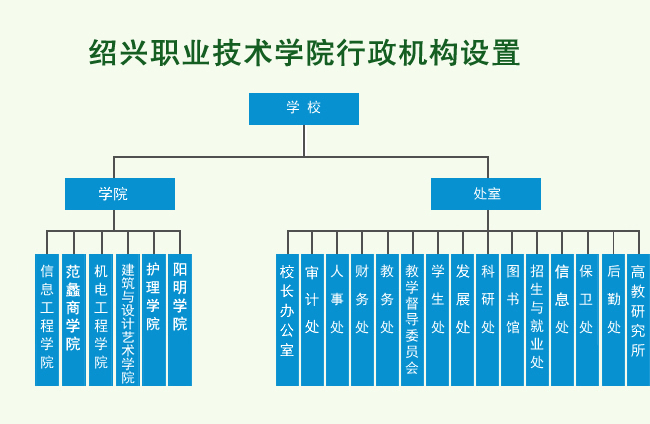 绍兴职业技术学院行政机构设置
学 校
学院
处室
信息工程学院
范蠡商学院
机电工程学院
建筑与设计艺术学院
护理学院
阳明学院
校长办公室
审计处
人事处
财务处
教务处
教学督导委员会
学生处
发展处
科研处
图书馆
招生与就业处
信息处
保卫处
后勤处
高教研究所